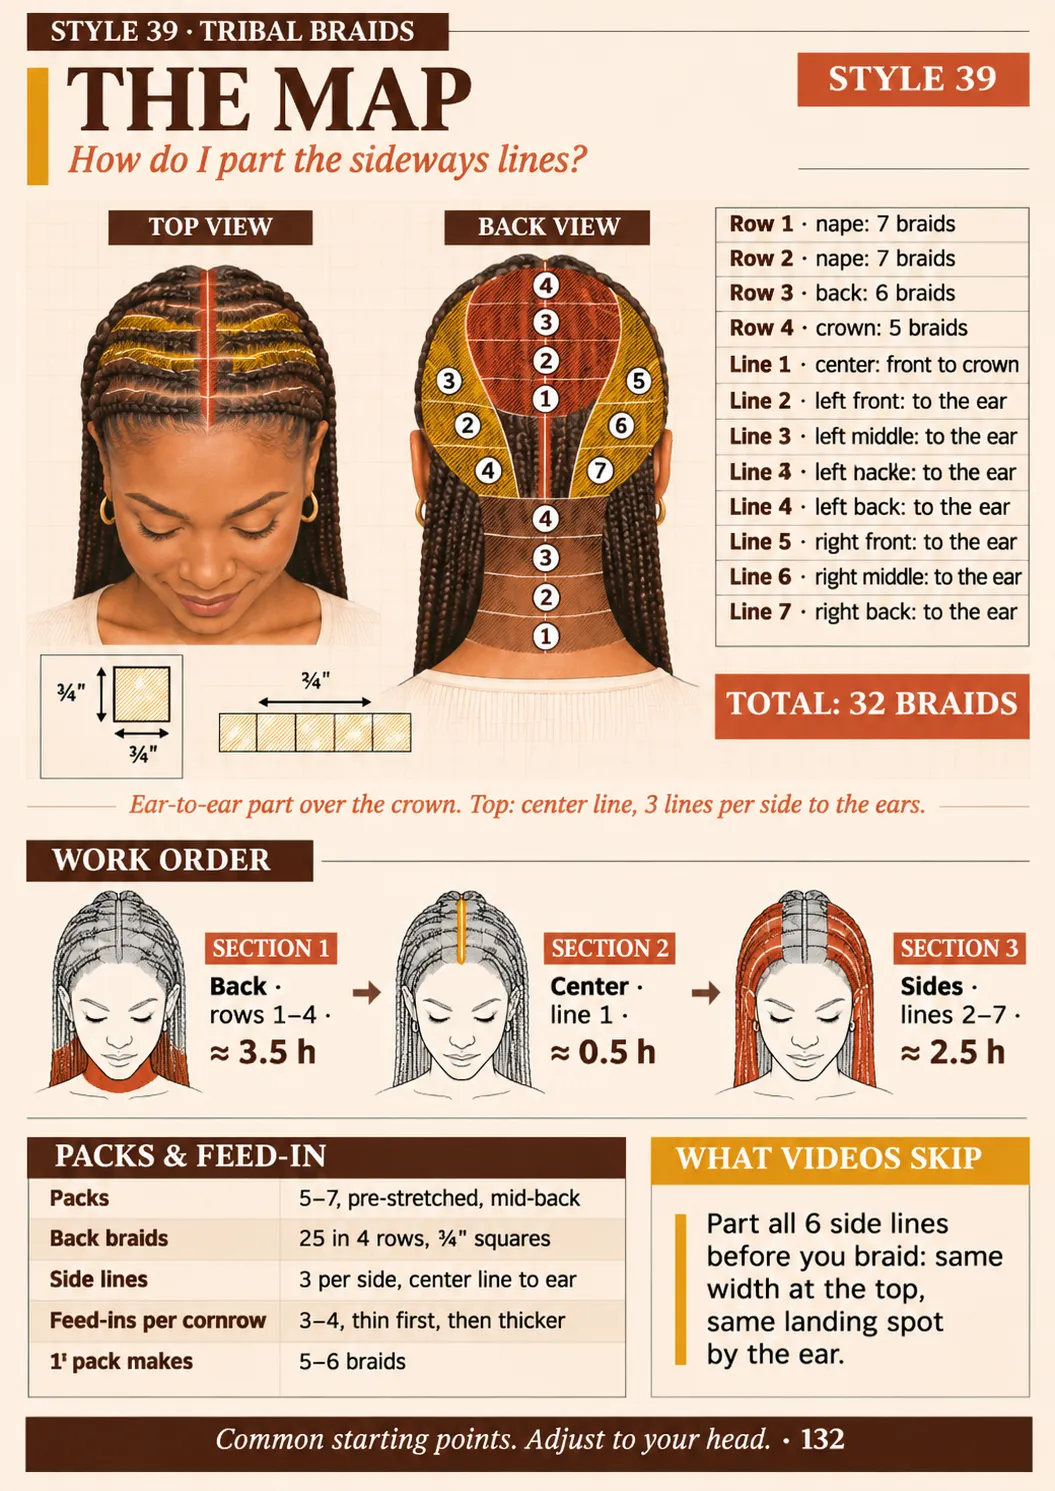 STYLE 39 · TRIBAL BRAIDS
THE MAP
How do I part the sideways lines?
STYLE 39
TOP VIEW
BACK VIEW
4
3
2
1
3
2
4
5
6
7
4
3
2
1
Row 1 · nape: 7 braids
Row 2 · nape: 7 braids
Row 3 · back: 6 braids
Row 4 · crown: 5 braids
Line 1 · center: front to crown
Line 2 · left front: to the ear
Line 3 · left middle: to the ear
Line 3 · left nacke: to the ear
Line 4 · left back: to the ear
Line 5 · right front: to the ear
Line 6 · right middle: to the ear
Line 7 · right back: to the ear
TOTAL: 32 BRAIDS
¾"
¾"
¾"
Ear-to-ear part over the crown. Top: center line, 3 lines per side to the ears.
WORK ORDER
SECTION 1
Back ·
rows 1–4 ·
≈ 3.5 h
SECTION 2
Center ·
line 1 ·
≈ 0.5 h
SECTION 3
Sides ·
lines 2–7 ·
≈ 2.5 h
PACKS & FEED-IN
Packs 5–7, pre-stretched, mid-back
Back braids 25 in 4 rows, ¾" squares
Side lines 3 per side, center line to ear
Feed-ins per cornrow 3–4, thin first, then thicker
pack makes 5–6 braids
WHAT VIDEOS SKIP
Part all 6 side lines
before you braid: same
width at the top,
same landing spot
by the ear.
Common starting points. Adjust to your head. · 132